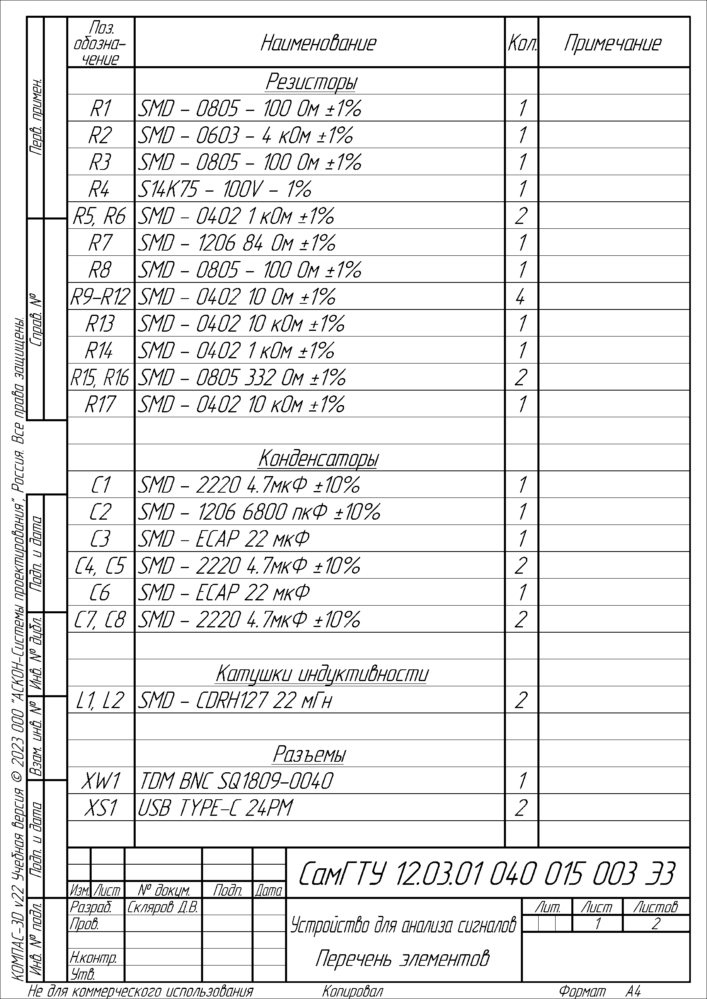 Поз. обозна-чение Наименование Кол. Примечание
Резисторы
R1 SMD - 0805 - 100 Ом ±1% 1
R2 SMD - 0603 - 4 кОм ±1% 1
R3 SMD - 0805 - 100 Ом ±1% 1
R4 S14K75 - 100V - 1% 1
R5, R6 SMD - 0402 1 кОм ±1% 2
R7 SMD - 1206 84 Ом ±1% 1
R8 SMD - 0805 - 100 Ом ±1% 1
R9-R12 SMD - 0402 10 Ом ±1% 4
R13 SMD - 0402 10 кОм ±1% 1
R14 SMD - 0402 1 кОм ±1% 1
R15, R16 SMD - 0805 332 Ом ±1% 2
R17 SMD - 0402 10 кОм ±1% 1
Конденсаторы
C1 SMD - 2220 4.7мкФ ±10% 1
C2 SMD - 1206 6800 пкФ ±10% 1
C3 SMD - ECAP 22 мкФ 1
C4, C5 SMD - 2220 4.7мкФ ±10% 2
C6 SMD - ECAP 22 мкФ 1
C7, C8 SMD - 2220 4.7мкФ ±10% 2
Катушки индуктивности
L1, L2 SMD - CDRH127 22 мГн 2
Разъемы
XW1 TDM BNC SQ1809-0040 1
XS1 USB TYPE-C 24PM 2
СамГТУ 12.03.01 040 015 003 ЭЗ
Изм. Лист № докум. Подп. Дата
Разраб. Скляров Д.В.
Пров.
Н.контр.
Утв.
Устройство для анализа сигналов
Перечень элементов
Лит. Лист Листов
1 2
Не для коммерческого использования Копировал Формат А4
Перв. примен.
Справ. №
Подп. и дата
Инв. № дубл.
Взам. инв. №
Подп. и дата
Инв. № подл.
КОМПАС-3D v22 Учебная версия © 2023 ООО "АСКОН-Системы проектирования", Россия. Все права защищены.